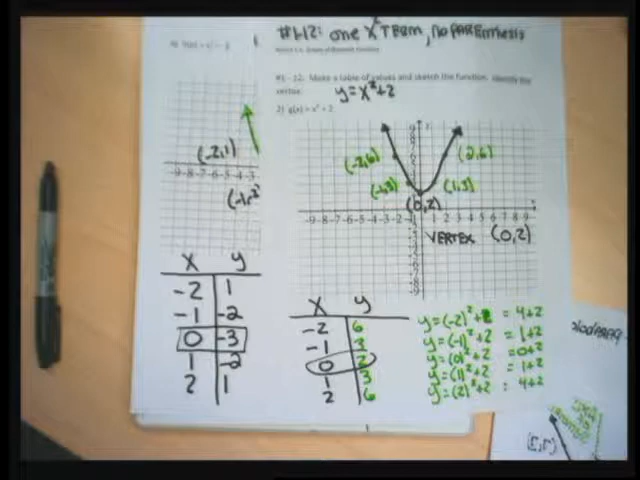 #1-12: one x² TERM, no PARENTHESIS
#1 - 12. Make a table of values and sketch the function. Identify the
vertex.
y=x²+2
2) g(x) = x² + 2
(-2,6)
(2,6)
(-1,3)
(1,3)
(0,2)
-9 -8 -7 -6 -5 -4 -3 -2
1 2 3 4 5 6 7 8 9
VERTEX (0,2)
x y
-2 6
-1 3
0 2
1 3
2 6
y=(-2)²+2 = 4+2
y=(-1)²+2 = 1+2
y=(0)²+2 = 0+2
y=(1)²+2 = 1+2
y=(2)²+2 = 4+2
(-2,1)
-9 -8 -7 -6 -5 -4 -3
x y
-2 1
-1 -2
0 -3
1 -2
2 1